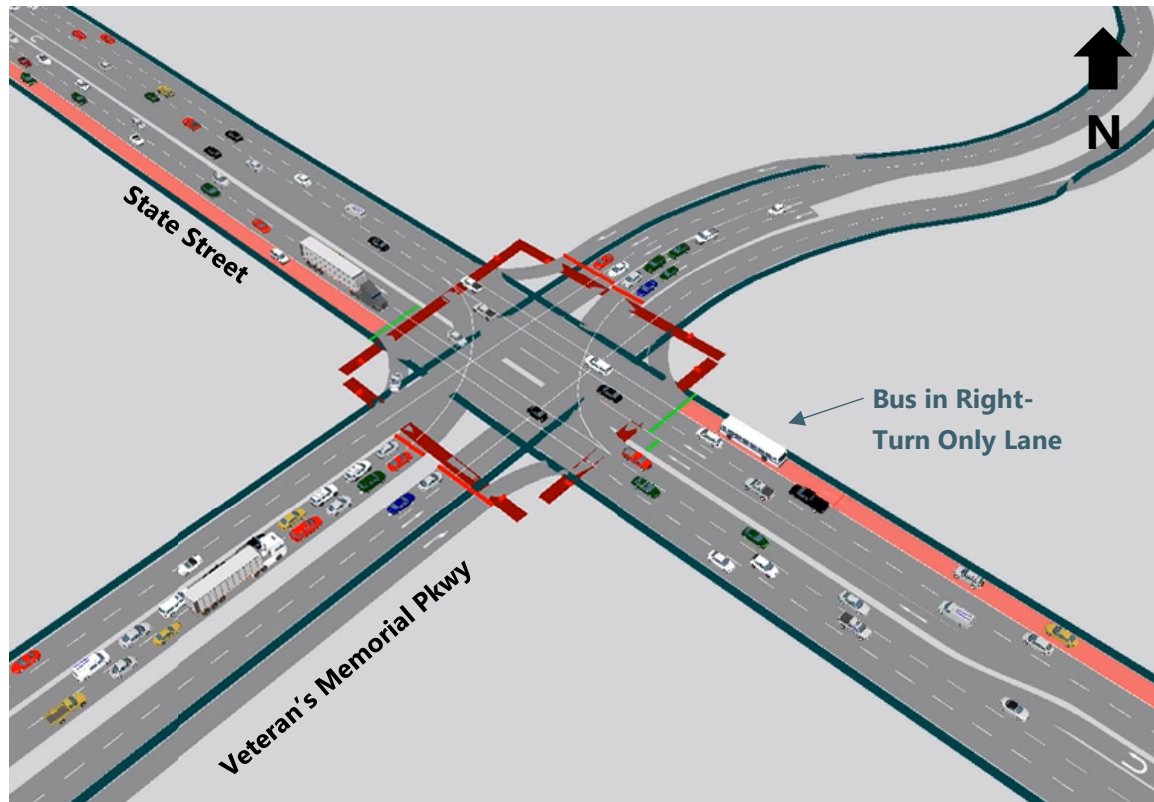 N
State Street
Bus in Right-
Turn Only Lane
Veteran's Memorial Pkwy